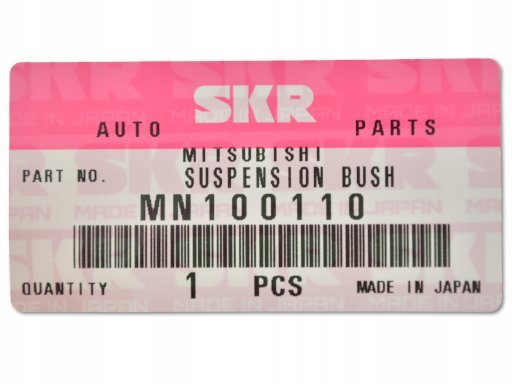 SKR
AUTO PARTS
MITSUBISHI
PART NO. SUSPENSION BUSH
MN100110
QUANTITY 1 PCS MADE IN JAPAN